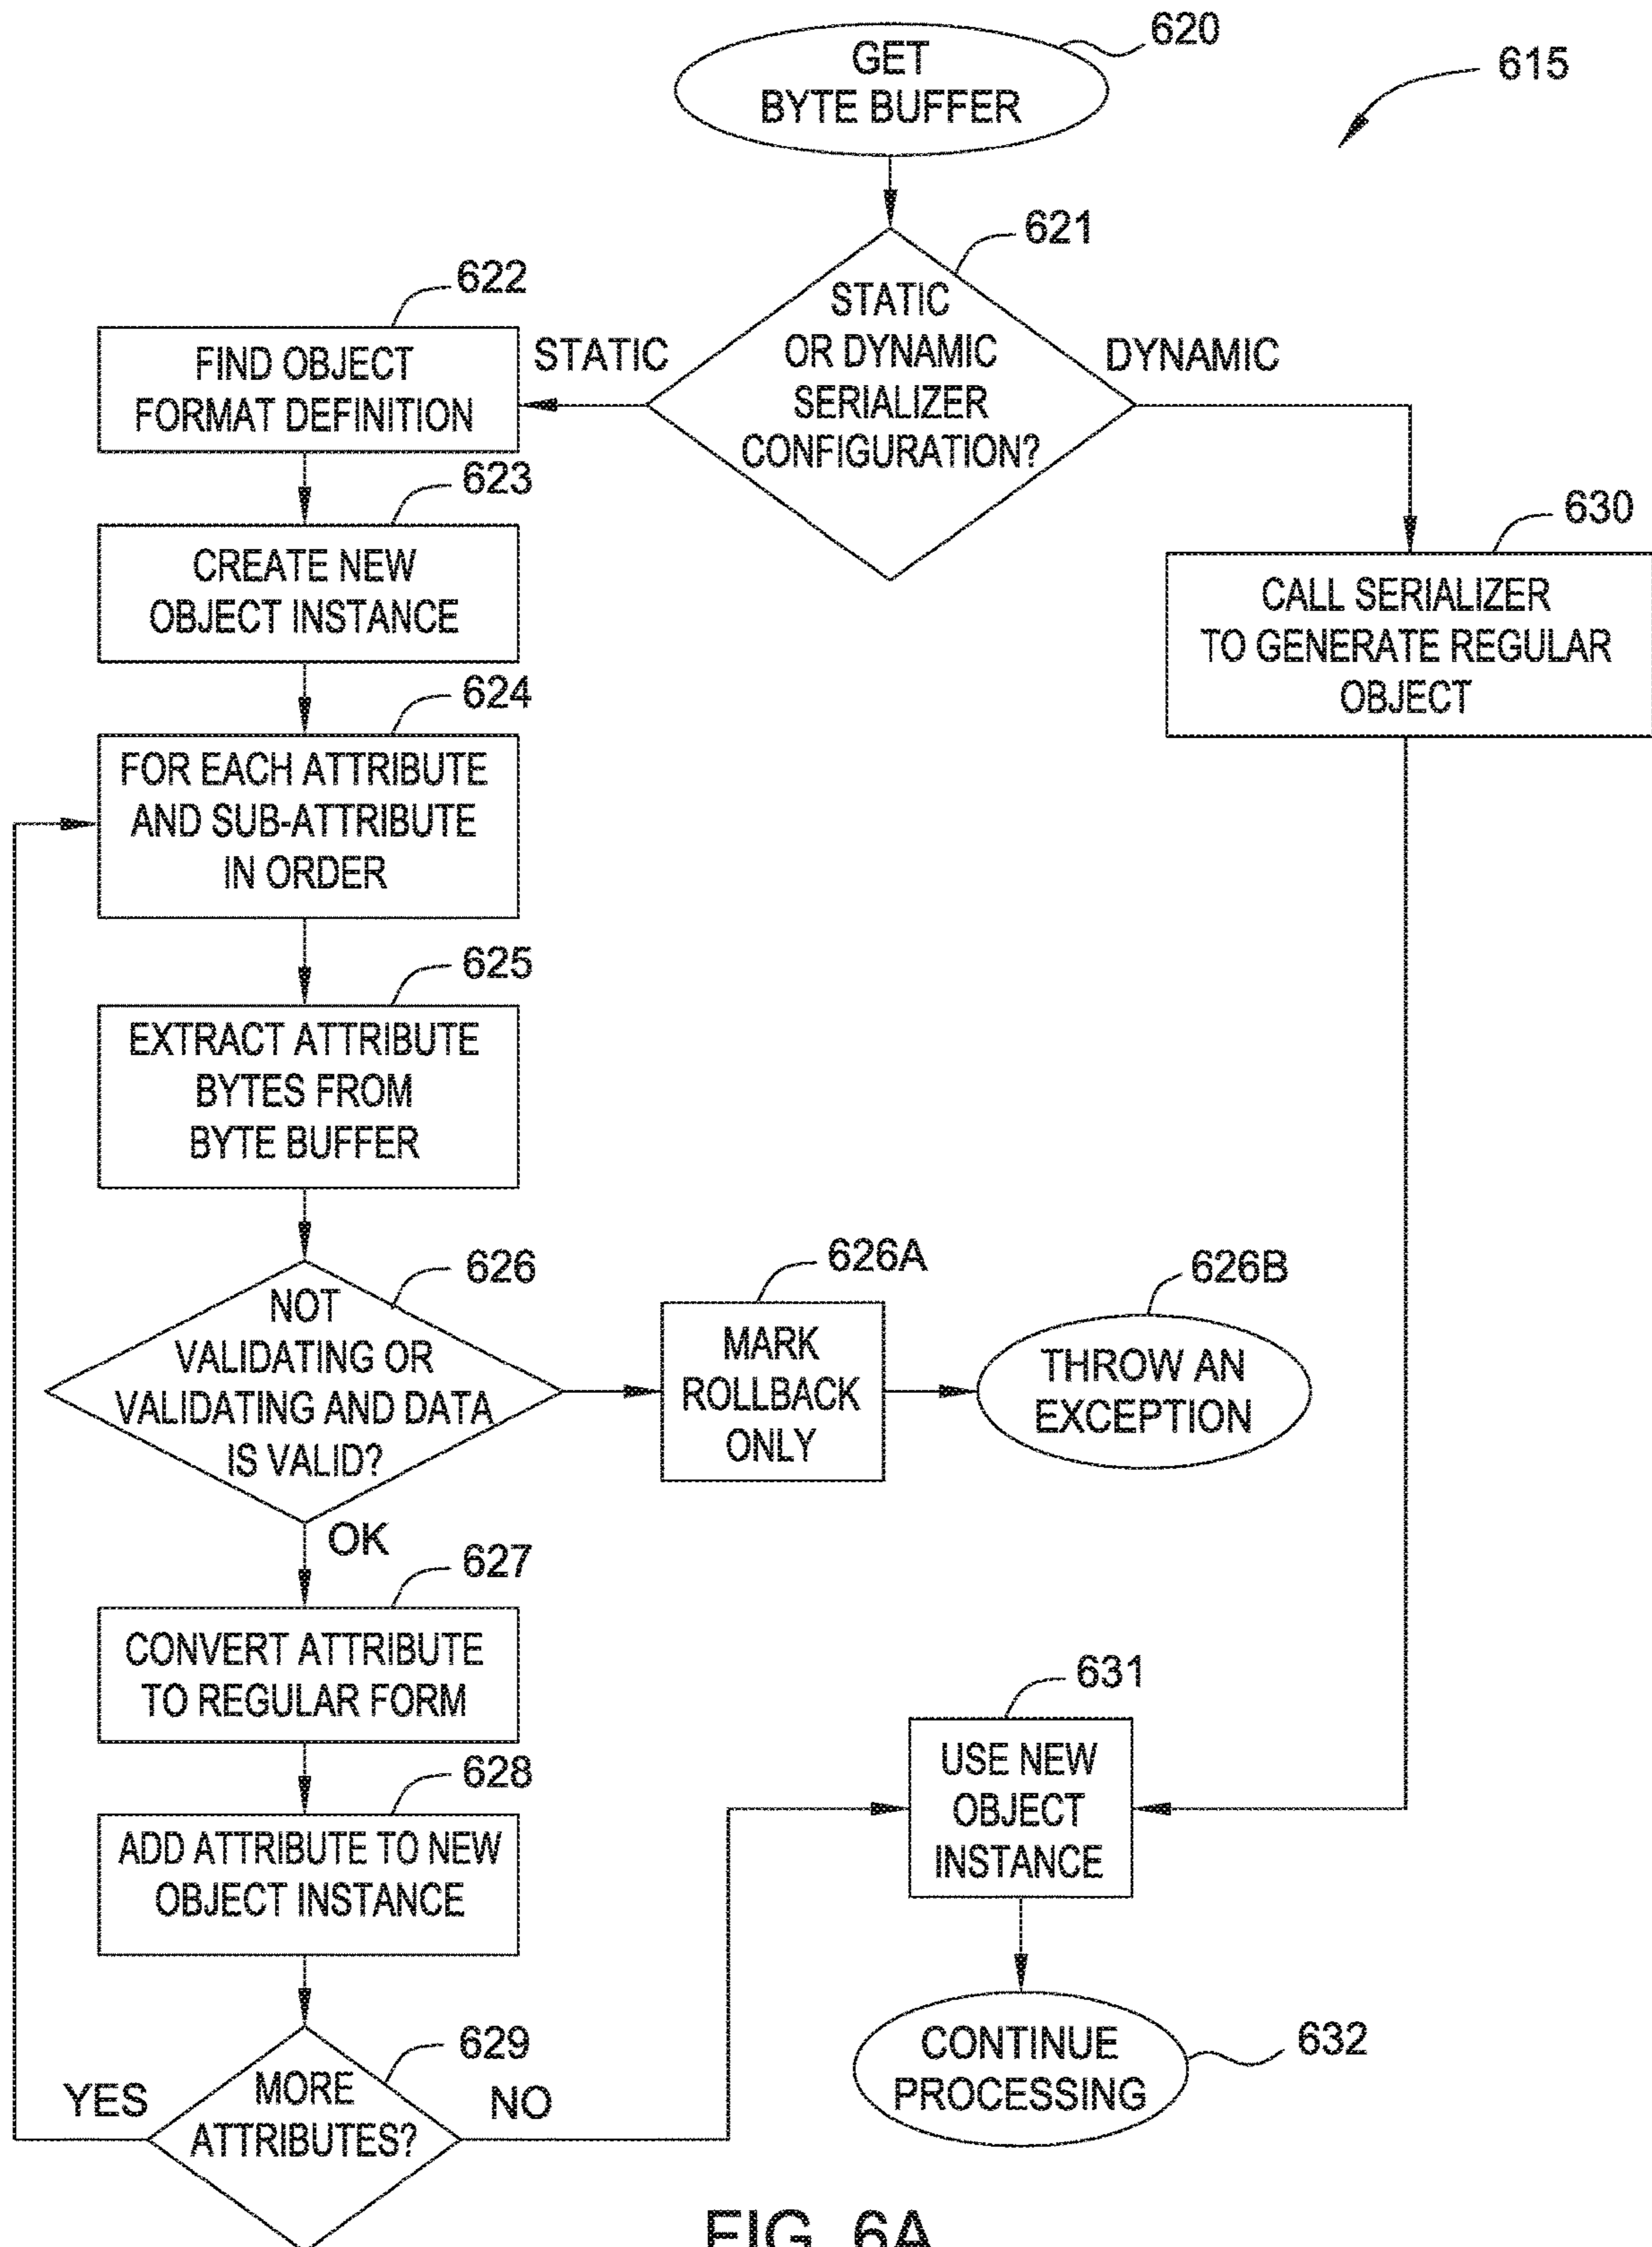 620
GET
BYTE BUFFER
615
621
STATIC
OR DYNAMIC
SERIALIZER
CONFIGURATION?
STATIC
DYNAMIC
622
FIND OBJECT
FORMAT DEFINITION
623
CREATE NEW
OBJECT INSTANCE
630
CALL SERIALIZER
TO GENERATE REGULAR
OBJECT
624
FOR EACH ATTRIBUTE
AND SUB-ATTRIBUTE
IN ORDER
625
EXTRACT ATTRIBUTE
BYTES FROM
BYTE BUFFER
626
NOT
VALIDATING OR
VALIDATING AND DATA
IS VALID?
626A
MARK
ROLLBACK
ONLY
626B
THROW AN
EXCEPTION
OK
627
CONVERT ATTRIBUTE
TO REGULAR FORM
628
ADD ATTRIBUTE TO NEW
OBJECT INSTANCE
631
USE NEW
OBJECT
INSTANCE
629
MORE
ATTRIBUTES?
YES
NO
632
CONTINUE
PROCESSING
FIG. 6A